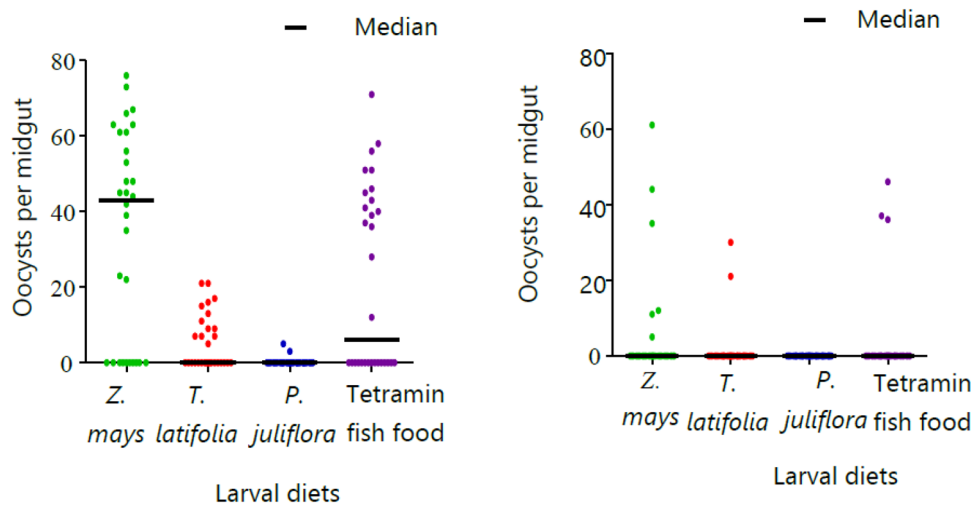 Median
80
60
40
20
0
Oocysts per midgut
Z. mays
T. latifolia
P. juliflora
Tetramin fish food
Larval diets
Median
80
60
40
20
0
Oocysts per midgut
Z. mays
T. latifolia
P. juliflora
Tetramin fish food
Larval diets